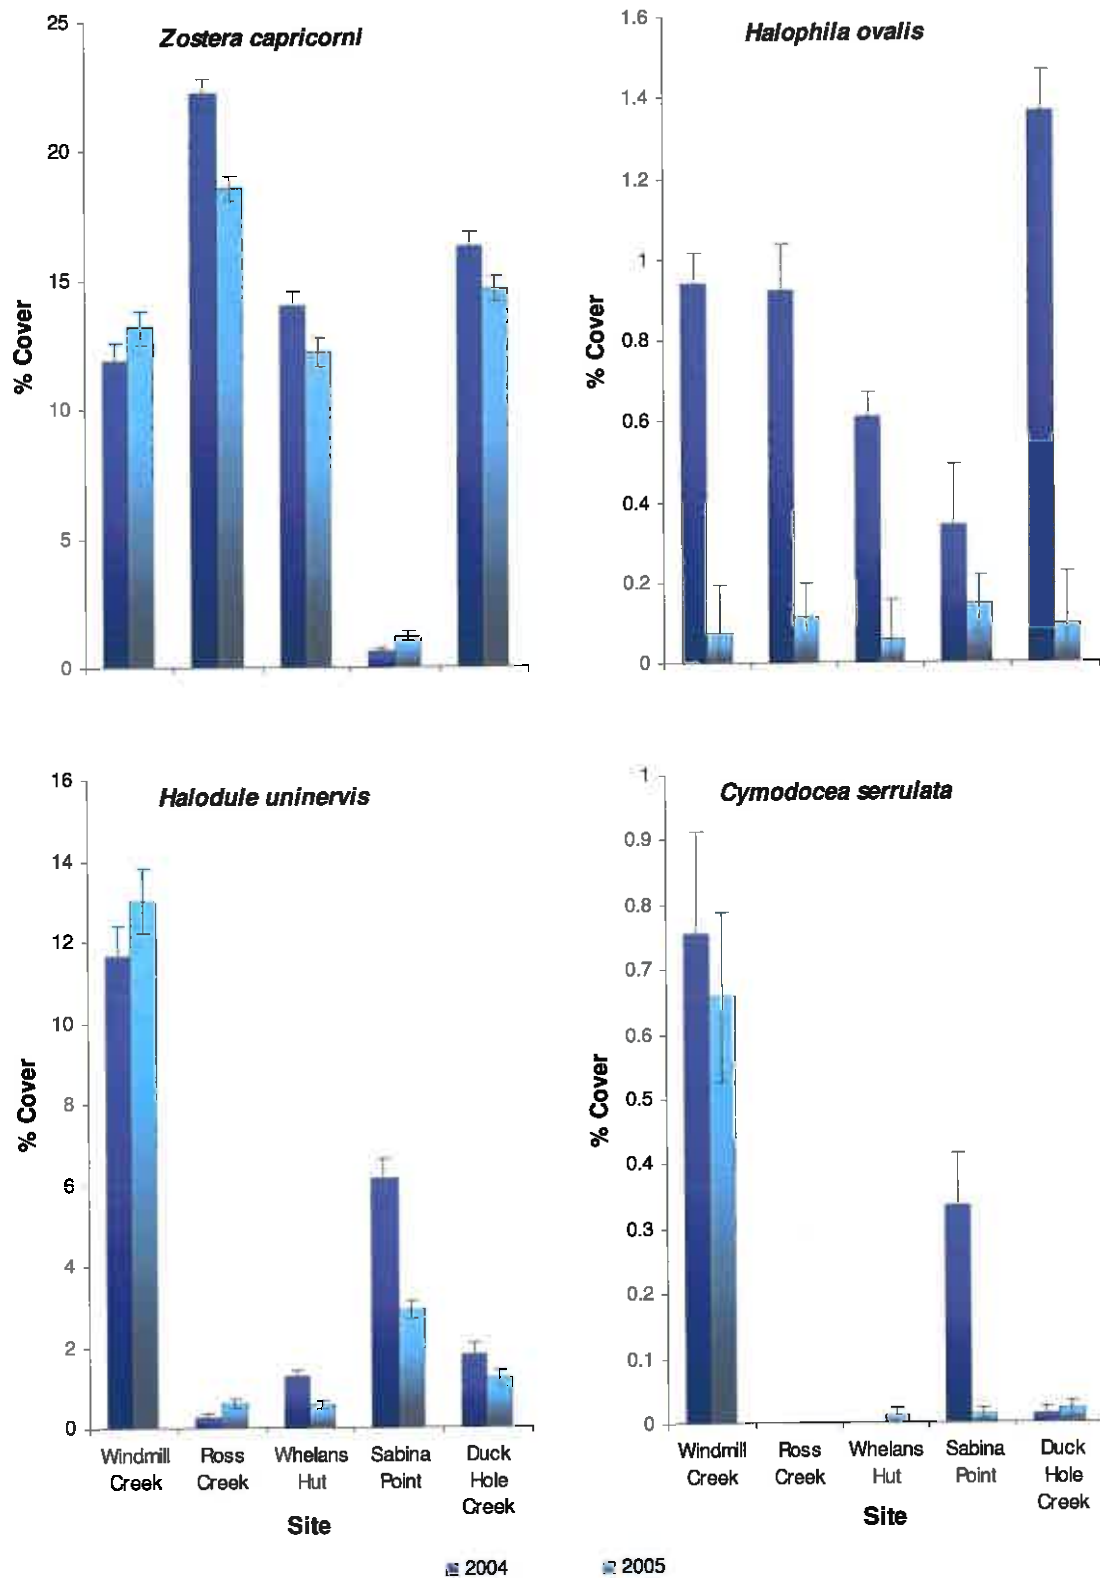 Zostera capricorni
25
20
15
10
5
0
% Cover
Halophila ovalis
1.6
1.4
1.2
1
0.8
0.6
0.4
0.2
0
% Cover
Halodule uninervis
16
14
12
10
8
6
4
2
0
% Cover
Windmill Ross Whelans Sabina Duck
Creek Creek Hut Point Hole
Creek
Site
Cymodocea serrulata
1
0.9
0.8
0.7
0.6
0.5
0.4
0.3
0.2
0.1
0
% Cover
Windmill Ross Whelans Sabina Duck
Creek Creek Hut Point Hole
Creek
Site
2004 2005